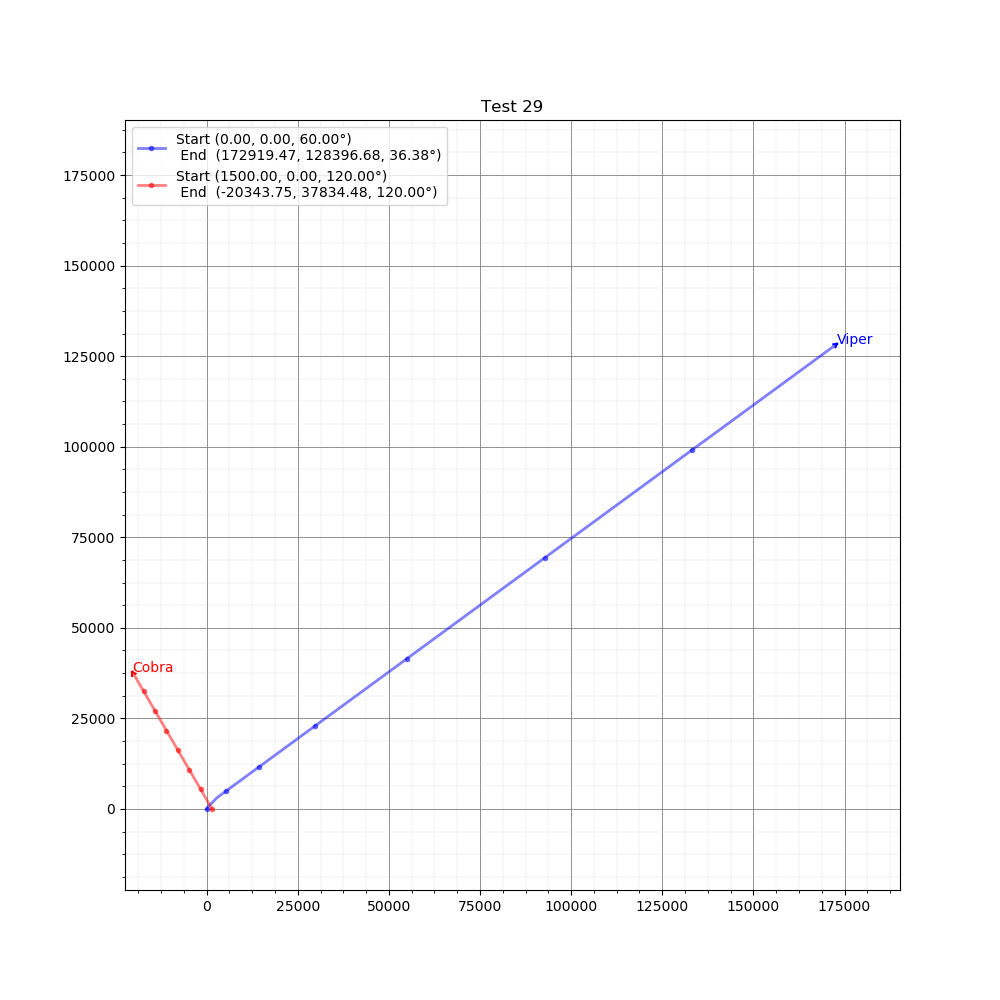 Test 29
Start (0.00, 0.00, 60.00°)
End (172919.47, 128396.68, 36.38°)
Start (1500.00, 0.00, 120.00°)
End (-20343.75, 37834.48, 120.00°)
175000
150000
125000
100000
75000
50000
25000
0
Viper
Cobra
0 25000 50000 75000 100000 125000 150000 175000